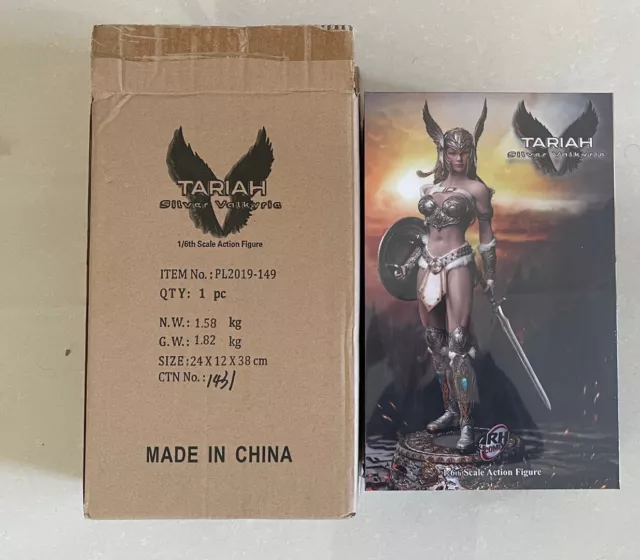 TARIAH
Silver Valkyrie
1/6th Scale Action Figure
ITEM No.: PL2019-149
QTY: 1 pc
N.W.: 1.58 kg
G.W.: 1.82 kg
SIZE: 24 X 12 X 38 cm
CTN No.: 1431
MADE IN CHINA
TARIAH
Silver Valkyrie
RH
1/6th Scale Action Figure